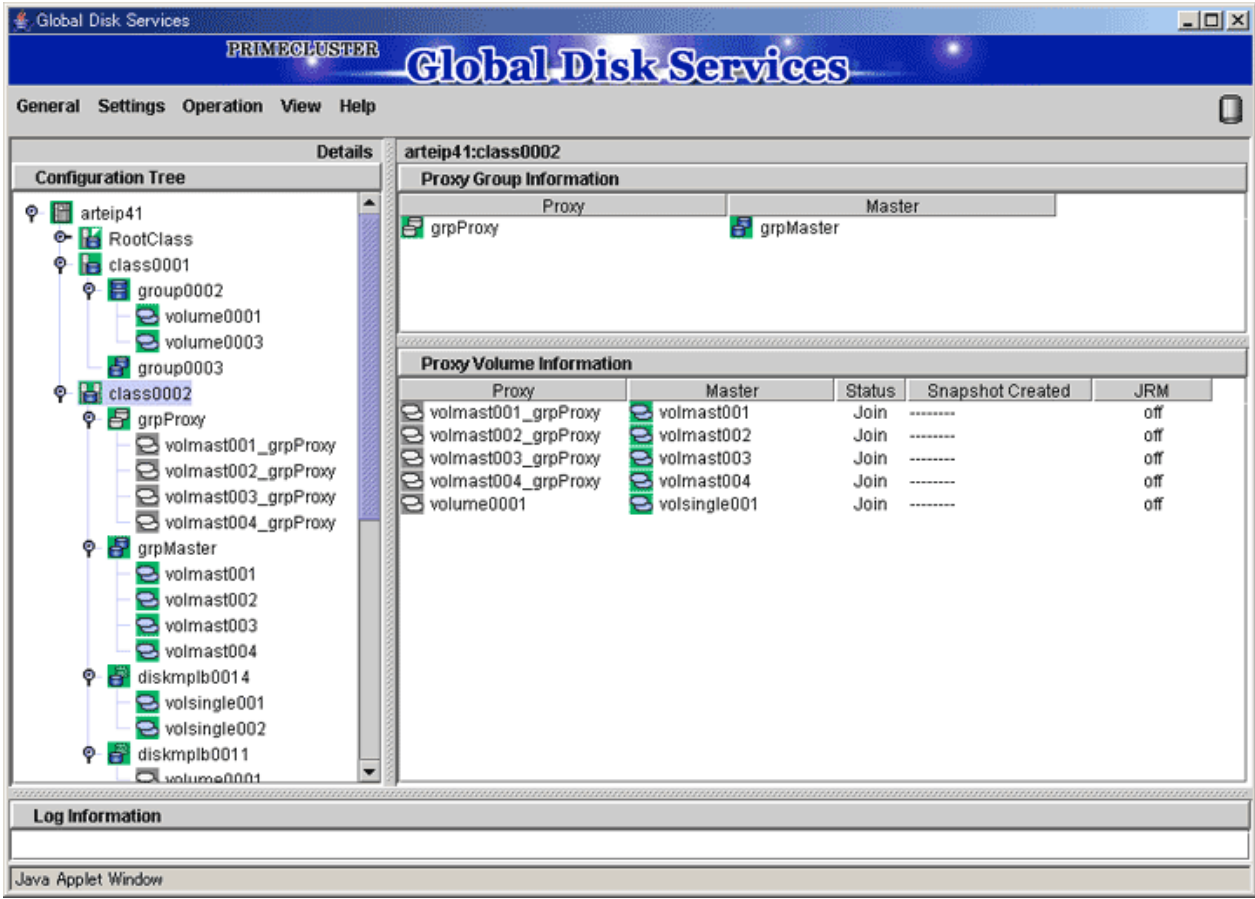 Global Disk Services
PRIMECLUSTER Global Disk Services
General Settings Operation View Help
Details
Configuration Tree
arteip41
RootClass
class0001
group0002
volume0001
volume0003
group0003
class0002
grpProxy
volmast001_grpProxy
volmast002_grpProxy
volmast003_grpProxy
volmast004_grpProxy
grpMaster
volmast001
volmast002
volmast003
volmast004
diskmplb0014
volsingle001
volsingle002
diskmplb0011
volume0001
arteip41:class0002
Proxy Group Information
Proxy Master
grpProxy grpMaster
Proxy Volume Information
Proxy Master Status Snapshot Created JRM
volmast001_grpProxy volmast001 Join -------- off
volmast002_grpProxy volmast002 Join -------- off
volmast003_grpProxy volmast003 Join -------- off
volmast004_grpProxy volmast004 Join -------- off
volume0001 volsingle001 Join -------- off
Log Information
Java Applet Window